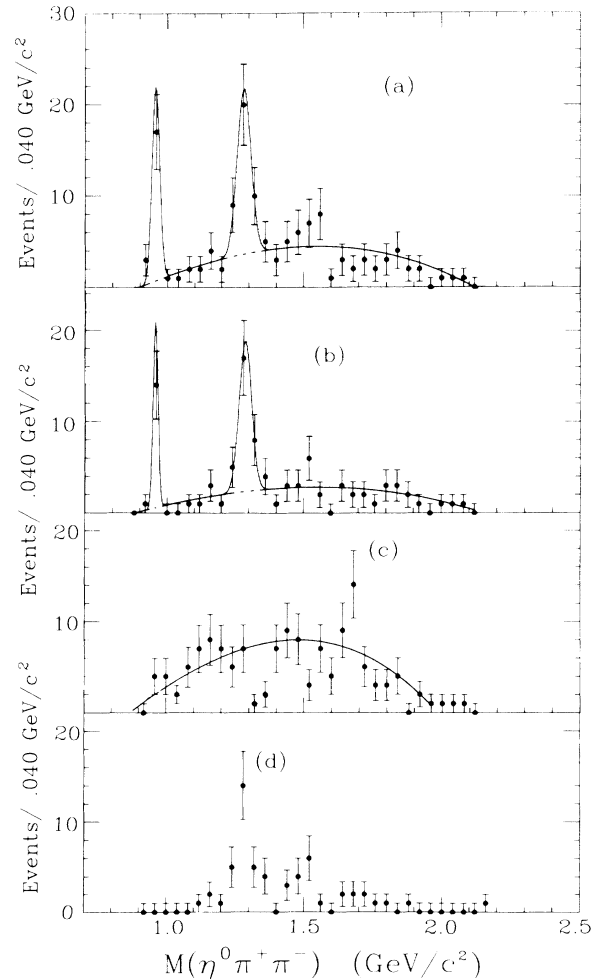 30
20
10
(a)
Events/ .040 GeV/c²
20
10
(b)
Events/ .040 GeV/c²
20
10
0
(c)
Events/ .040 GeV/c²
20
10
0
(d)
Events/ .040 GeV/c²
1.0 1.5 2.0 2.5
M(η⁰π⁺π⁻) (GeV/c²)